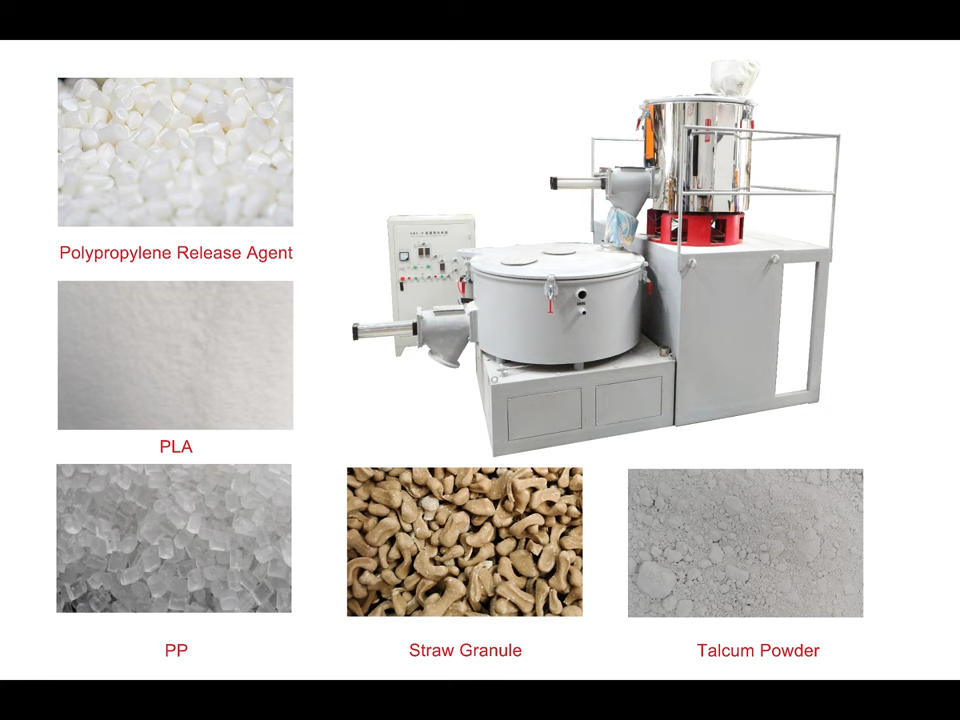 Polypropylene Release Agent
PLA
PP
Straw Granule
Talcum Powder